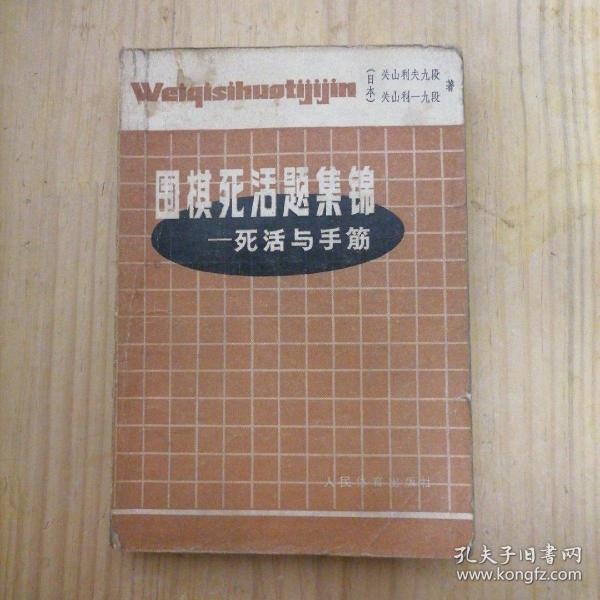 Weiqisihuotijijin
(日本) 关山利夫九段 关山利一九段 著
围棋死活题集锦
—死活与手筋
人民体育出版社
孔夫子旧书网
www.kongfz.com